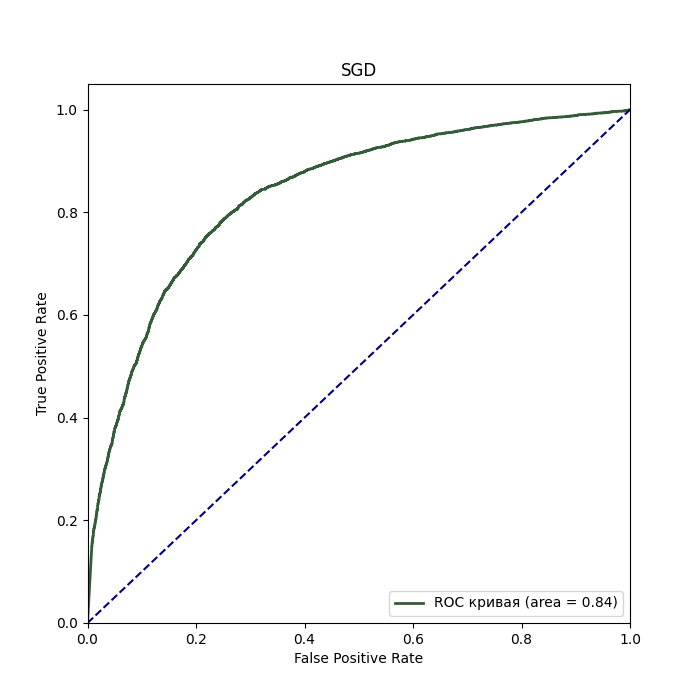 SGD
1.0
0.8
0.6
0.4
0.2
0.0
True Positive Rate
ROC кривая (area = 0.84)
0.0 0.2 0.4 0.6 0.8 1.0
False Positive Rate